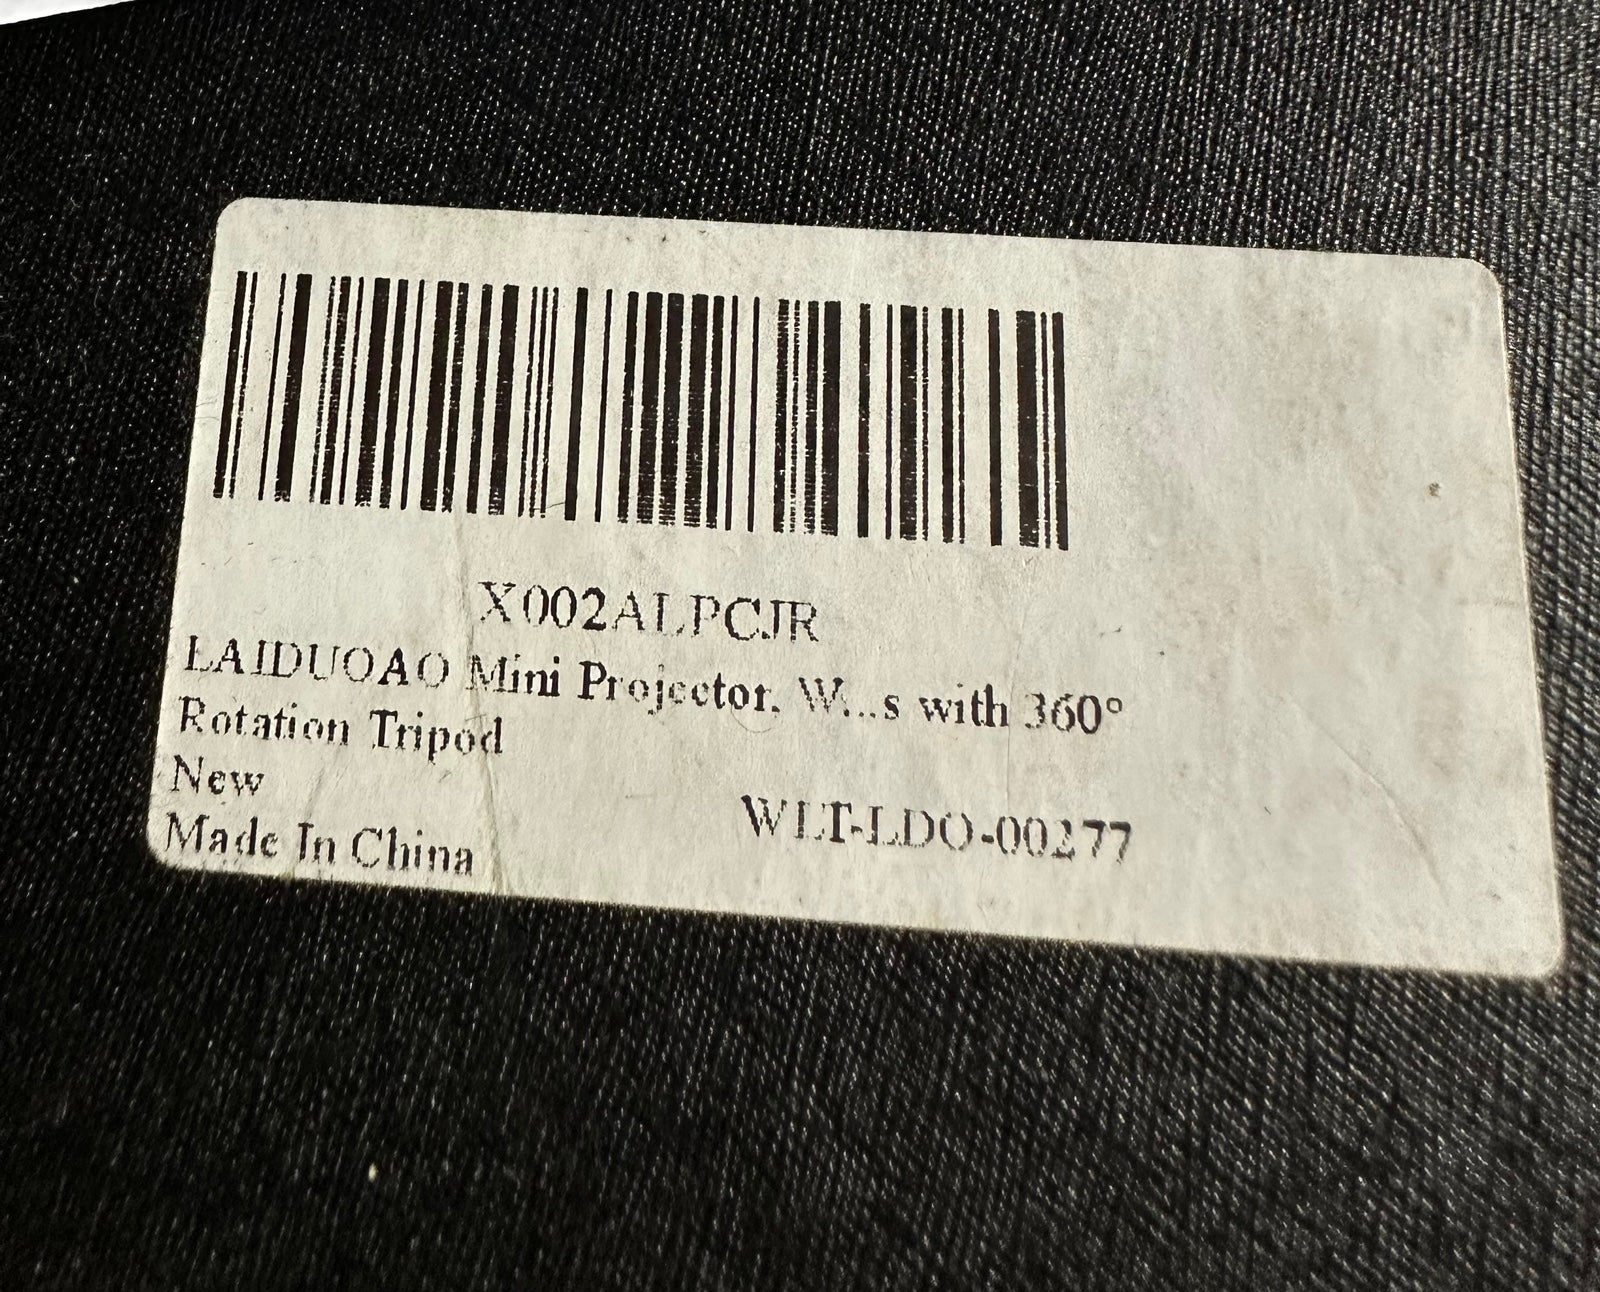 X002ALPCJR
LAIDUOAO Mini Projector, W...s with 360°
Rotation Tripod
New
Made In China
WLT-LDO-00277